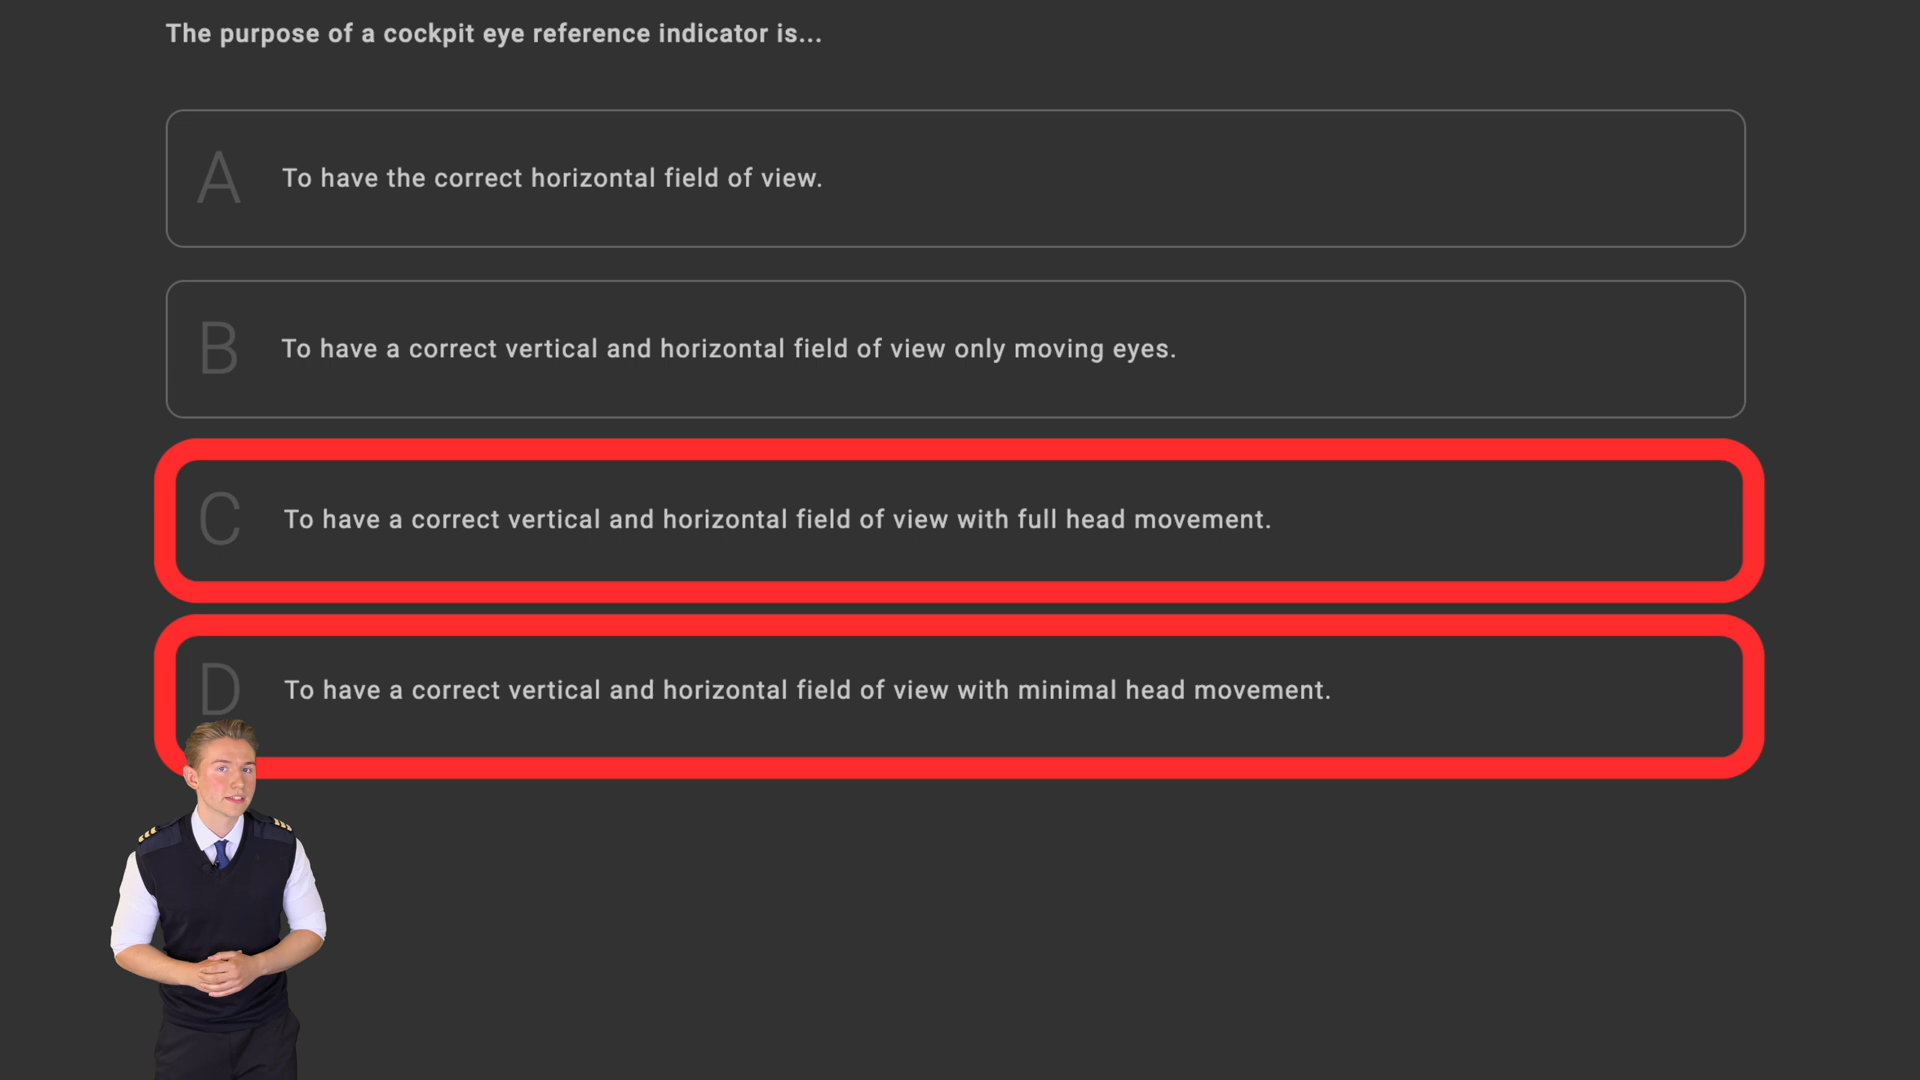 The purpose of a cockpit eye reference indicator is...
A To have the correct horizontal field of view.
B To have a correct vertical and horizontal field of view only moving eyes.
C To have a correct vertical and horizontal field of view with full head movement.
D To have a correct vertical and horizontal field of view with minimal head movement.